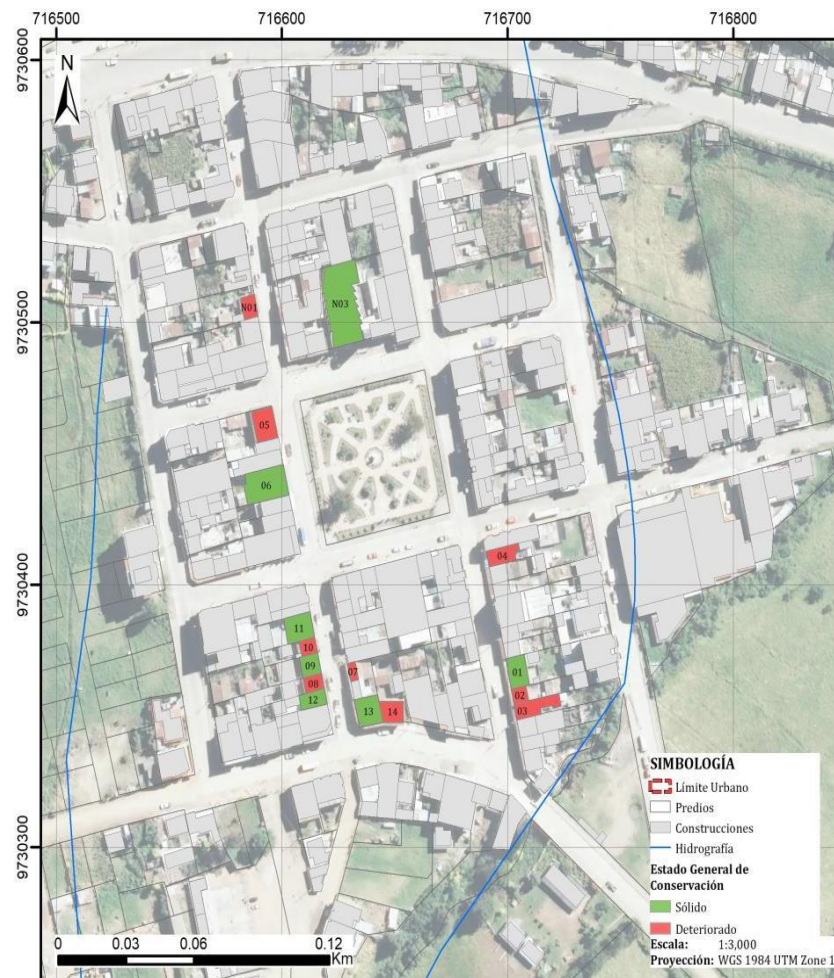 716500 716600 716700 716800
9730600
N
9730500
N03
N01
05
06
9730400
04
11
10
09
01
07
08
02
12
13
14
03
9730300
SIMBOLOGÍA
Límite Urbano
Predios
Construcciones
Hidrografía
Estado General de
Conservación
Sólido
Deteriorado
Escala: 1:3,000
Proyección: WGS 1984 UTM Zone 1
0 0.03 0.06 0.12
Km